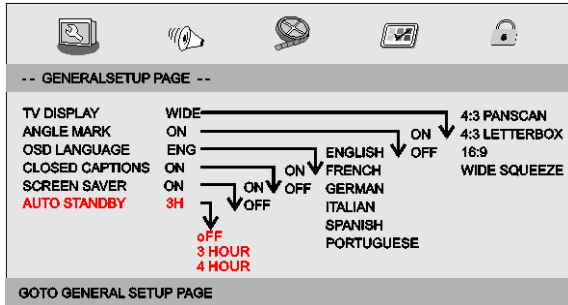 -- GENERALSETUP PAGE --
TV DISPLAY WIDE
ANGLE MARK ON
OSD LANGUAGE ENG
CLOSED CAPTIONS ON
SCREEN SAVER ON
AUTO STANDBY 3H
oFF
3 HOUR
4 HOUR
ON
OFF
ON
OFF
ENGLISH
FRENCH
GERMAN
ITALIAN
SPANISH
PORTUGUESE
ON
OFF
4:3 PANSCAN
4:3 LETTERBOX
16:9
WIDE SQUEEZE
GOTO GENERAL SETUP PAGE